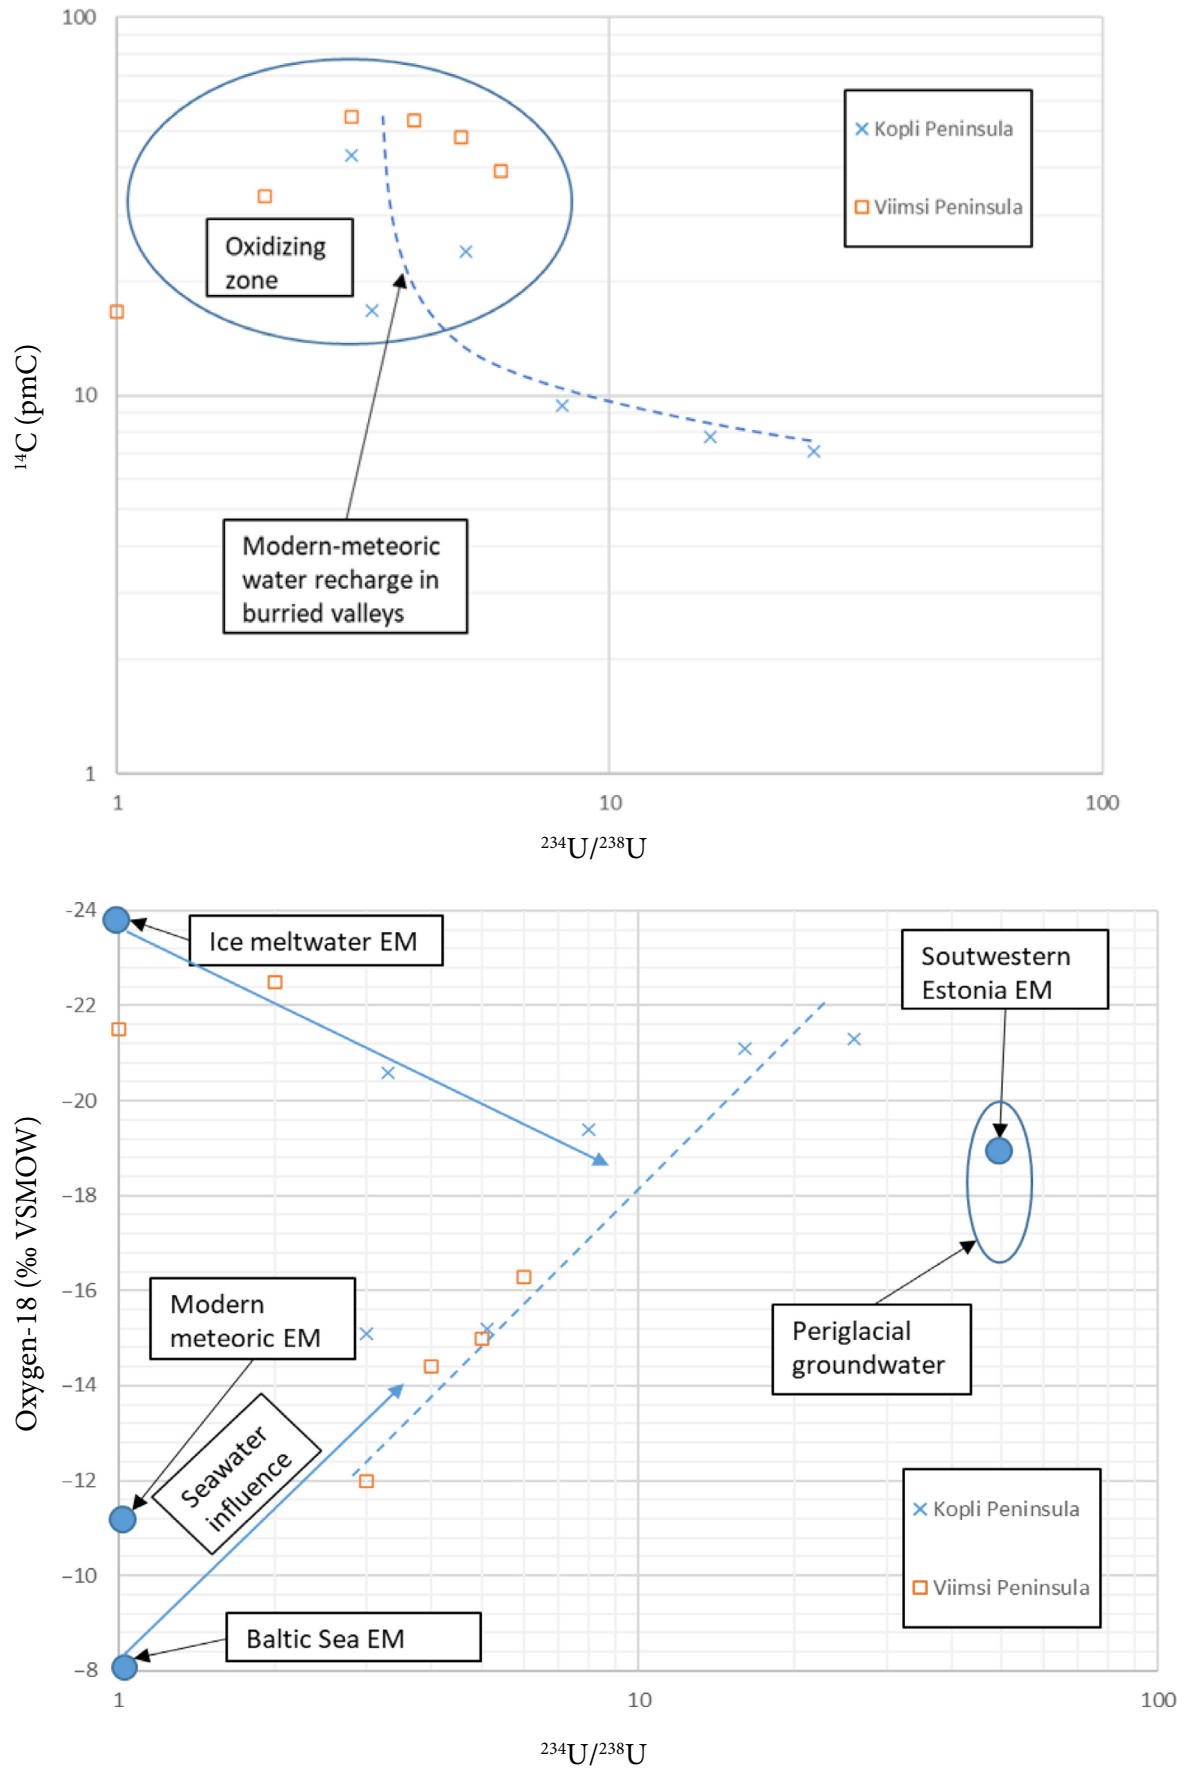 100
Kopli Peninsula
Viimsi Peninsula
Oxidizing
zone
10
¹⁴C (pmC)
Modern-meteoric
water recharge in
burried valleys
1
1
10
100
²³⁴U/²³⁸U
-24
Ice meltwater EM
Soutwestern
Estonia EM
-22
−20
−18
Oxygen-18 (‰ VSMOW)
−16
Modern
meteoric EM
Periglacial
groundwater
−14
Seawater
influence
−12
Kopli Peninsula
−10
Viimsi Peninsula
Baltic Sea EM
−8
1
10
100
²³⁴U/²³⁸U